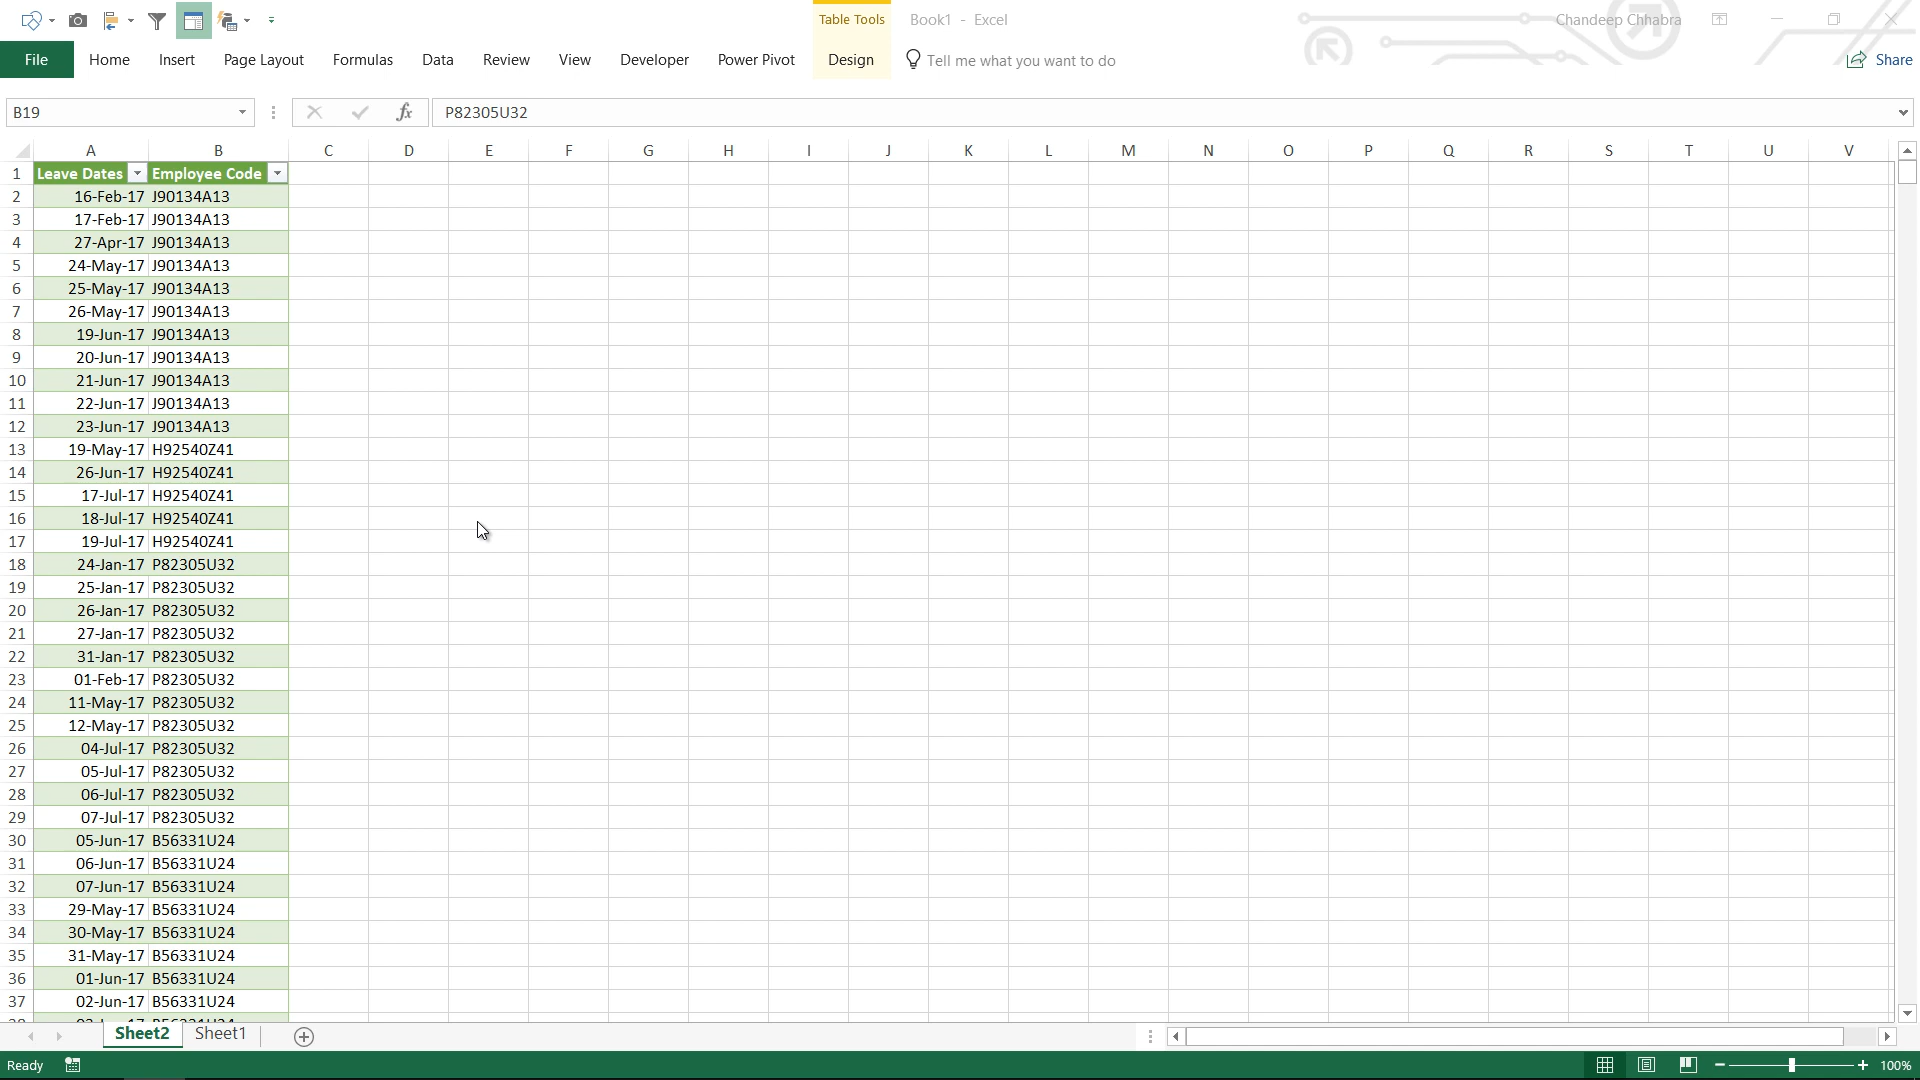 Table Tools
Book1 - Excel
Chandeep Chhabra
File Home Insert Page Layout Formulas Data Review View Developer Power Pivot Design Tell me what you want to do Share
B19 fx P82305U32
A B C D E F G H I J K L M N O P Q R S T U V
1 Leave Dates Employee Code
2 16-Feb-17 J90134A13
3 17-Feb-17 J90134A13
4 27-Apr-17 J90134A13
5 24-May-17 J90134A13
6 25-May-17 J90134A13
7 26-May-17 J90134A13
8 19-Jun-17 J90134A13
9 20-Jun-17 J90134A13
10 21-Jun-17 J90134A13
11 22-Jun-17 J90134A13
12 23-Jun-17 J90134A13
13 19-May-17 H92540Z41
14 26-Jun-17 H92540Z41
15 17-Jul-17 H92540Z41
16 18-Jul-17 H92540Z41
17 19-Jul-17 H92540Z41
18 24-Jan-17 P82305U32
19 25-Jan-17 P82305U32
20 26-Jan-17 P82305U32
21 27-Jan-17 P82305U32
22 31-Jan-17 P82305U32
23 01-Feb-17 P82305U32
24 11-May-17 P82305U32
25 12-May-17 P82305U32
26 04-Jul-17 P82305U32
27 05-Jul-17 P82305U32
28 06-Jul-17 P82305U32
29 07-Jul-17 P82305U32
30 05-Jun-17 B56331U24
31 06-Jun-17 B56331U24
32 07-Jun-17 B56331U24
33 29-May-17 B56331U24
34 30-May-17 B56331U24
35 31-May-17 B56331U24
36 01-Jun-17 B56331U24
37 02-Jun-17 B56331U24
Sheet2 Sheet1
Ready 100%